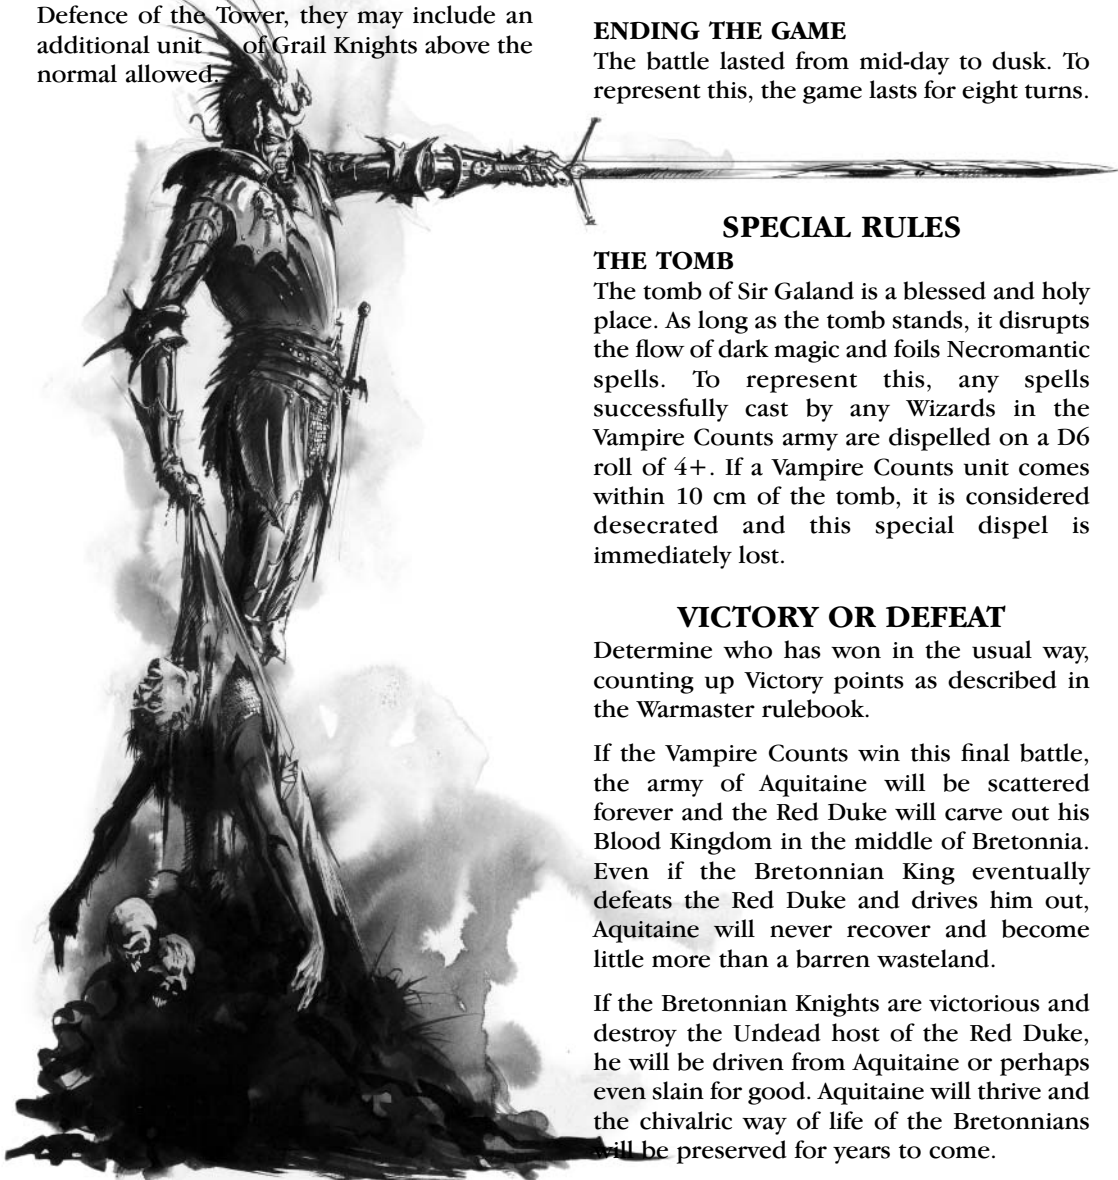 Defence of the Tower, they may include an
additional unit of Grail Knights above the
normal allowed.
ENDING THE GAME
The battle lasted from mid-day to dusk. To
represent this, the game lasts for eight turns.
SPECIAL RULES
THE TOMB
The tomb of Sir Galand is a blessed and holy
place. As long as the tomb stands, it disrupts
the flow of dark magic and foils Necromantic
spells. To represent this, any spells
successfully cast by any Wizards in the
Vampire Counts army are dispelled on a D6
roll of 4+. If a Vampire Counts unit comes
within 10 cm of the tomb, it is considered
desecrated and this special dispel is
immediately lost.
VICTORY OR DEFEAT
Determine who has won in the usual way,
counting up Victory points as described in
the Warmaster rulebook.
If the Vampire Counts win this final battle,
the army of Aquitaine will be scattered
forever and the Red Duke will carve out his
Blood Kingdom in the middle of Bretonnia.
Even if the Bretonnian King eventually
defeats the Red Duke and drives him out,
Aquitaine will never recover and become
little more than a barren wasteland.
If the Bretonnian Knights are victorious and
destroy the Undead host of the Red Duke,
he will be driven from Aquitaine or perhaps
even slain for good. Aquitaine will thrive and
the chivalric way of life of the Bretonnians
will be preserved for years to come.